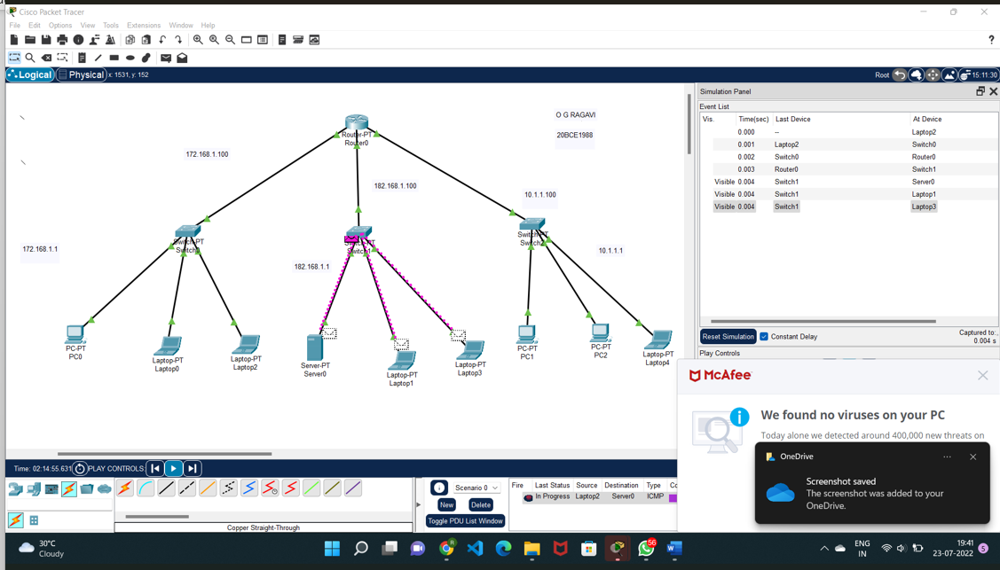 Cisco Packet Tracer
File Edit Options View Tools Extensions Window Help
?
Logical Physical x: 1531, y: 152 Root 15:11:30
O G RAGAVI
20BCE1988
Router-PT
Router0
172.168.1.100
182.168.1.100
10.1.1.100
Switch-PT
Switch0
Switch-PT
Switch1
Switch-PT
Switch2
172.168.1.1
182.168.1.1
10.1.1.1
PC-PT
PC0
Laptop-PT
Laptop0
Laptop-PT
Laptop2
Server-PT
Server0
Laptop-PT
Laptop1
Laptop-PT
Laptop3
PC-PT
PC1
PC-PT
PC2
Laptop-PT
Laptop4
Simulation Panel
Event List
Vis. Time(sec) Last Device At Device
0.000 -- Laptop2
0.001 Laptop2 Switch0
0.002 Switch0 Router0
0.003 Router0 Switch1
Visible 0.004 Switch1 Server0
Visible 0.004 Switch1 Laptop1
Visible 0.004 Switch1 Laptop3
Reset Simulation Constant Delay Captured to:
0.004 s
Play Controls
McAfee
We found no viruses on your PC
Today alone we detected around 400,000 new threats on
OneDrive
Screenshot saved
The screenshot was added to your
OneDrive.
Time: 02:14:55.631 PLAY CONTROLS:
Scenario 0
New Delete
Toggle PDU List Window
Fire Last Status Source Destination Type Co
In Progress Laptop2 Server0 ICMP
Copper Straight-Through
30°C
Cloudy
56
ENG
IN
19:41
23-07-2022
5